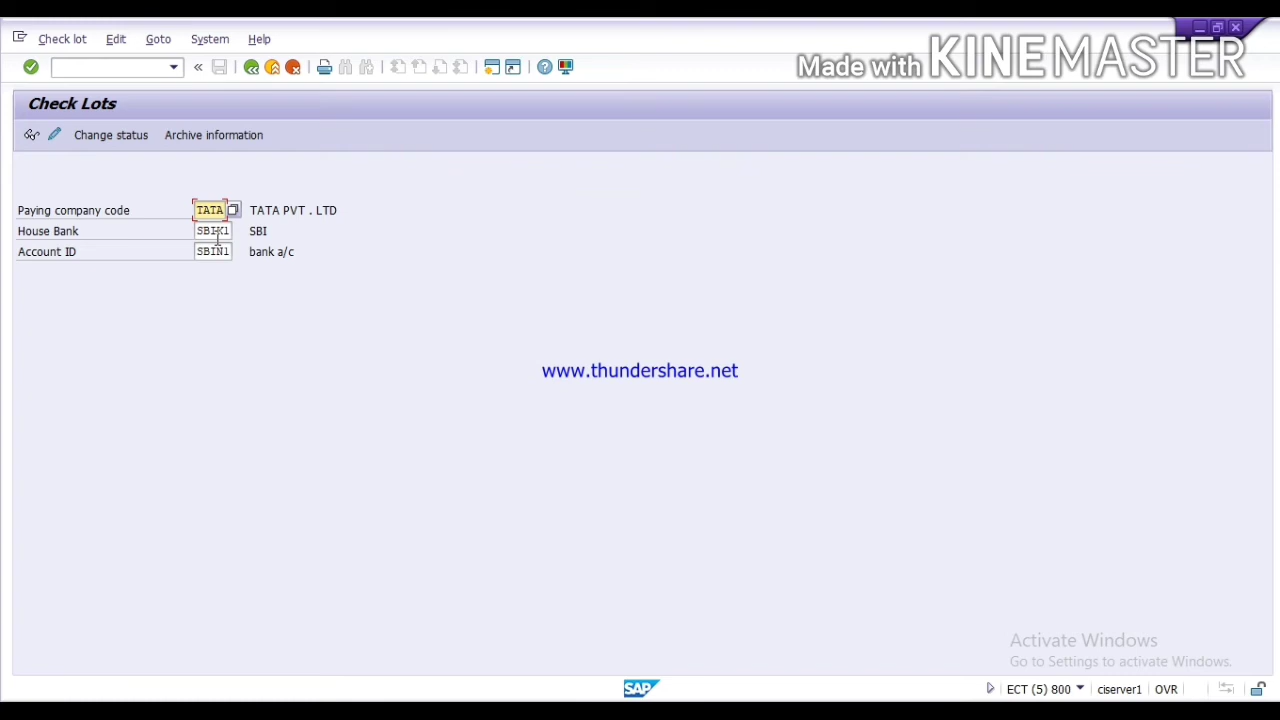 Check lot Edit Goto System Help
Made with KINEMASTER
Check Lots
Change status Archive information
Paying company code TATA TATA PVT . LTD
House Bank SBIK1 SBI
Account ID SBIN1 bank a/c
www.thundershare.net
Activate Windows
Go to Settings to activate Windows.
SAP ECT (5) 800 ciserver1 OVR